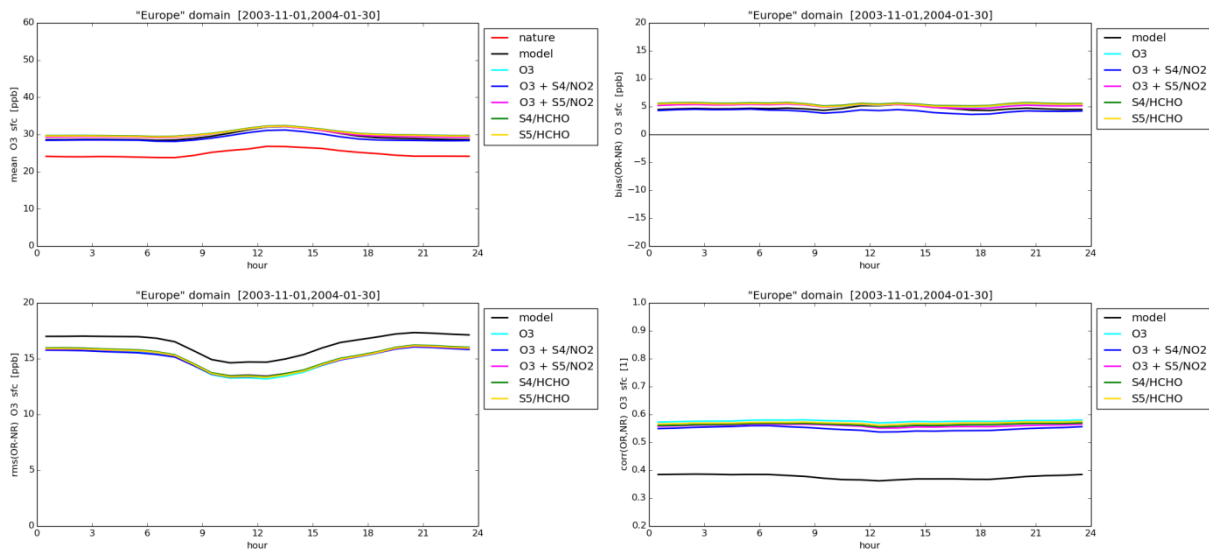 "Europe" domain [2003-11-01,2004-01-30]
60
50
40
30
20
10
0
mean O3 sfc [ppb]
0 3 6 9 12 15 18 21 24
hour
nature
model
O3
O3 + S4/NO2
O3 + S5/NO2
S4/HCHO
S5/HCHO
"Europe" domain [2003-11-01,2004-01-30]
20
15
10
5
0
−5
−10
−15
−20
bias(OR-NR) O3 sfc [ppb]
0 3 6 9 12 15 18 21 24
hour
model
O3
O3 + S4/NO2
O3 + S5/NO2
S4/HCHO
S5/HCHO
"Europe" domain [2003-11-01,2004-01-30]
20
15
10
5
0
rms(OR-NR) O3 sfc [ppb]
0 3 6 9 12 15 18 21 24
hour
model
O3
O3 + S4/NO2
O3 + S5/NO2
S4/HCHO
S5/HCHO
"Europe" domain [2003-11-01,2004-01-30]
1.0
0.9
0.8
0.7
0.6
0.5
0.4
0.3
0.2
corr(OR,NR) O3 sfc [1]
0 3 6 9 12 15 18 21 24
hour
model
O3
O3 + S4/NO2
O3 + S5/NO2
S4/HCHO
S5/HCHO